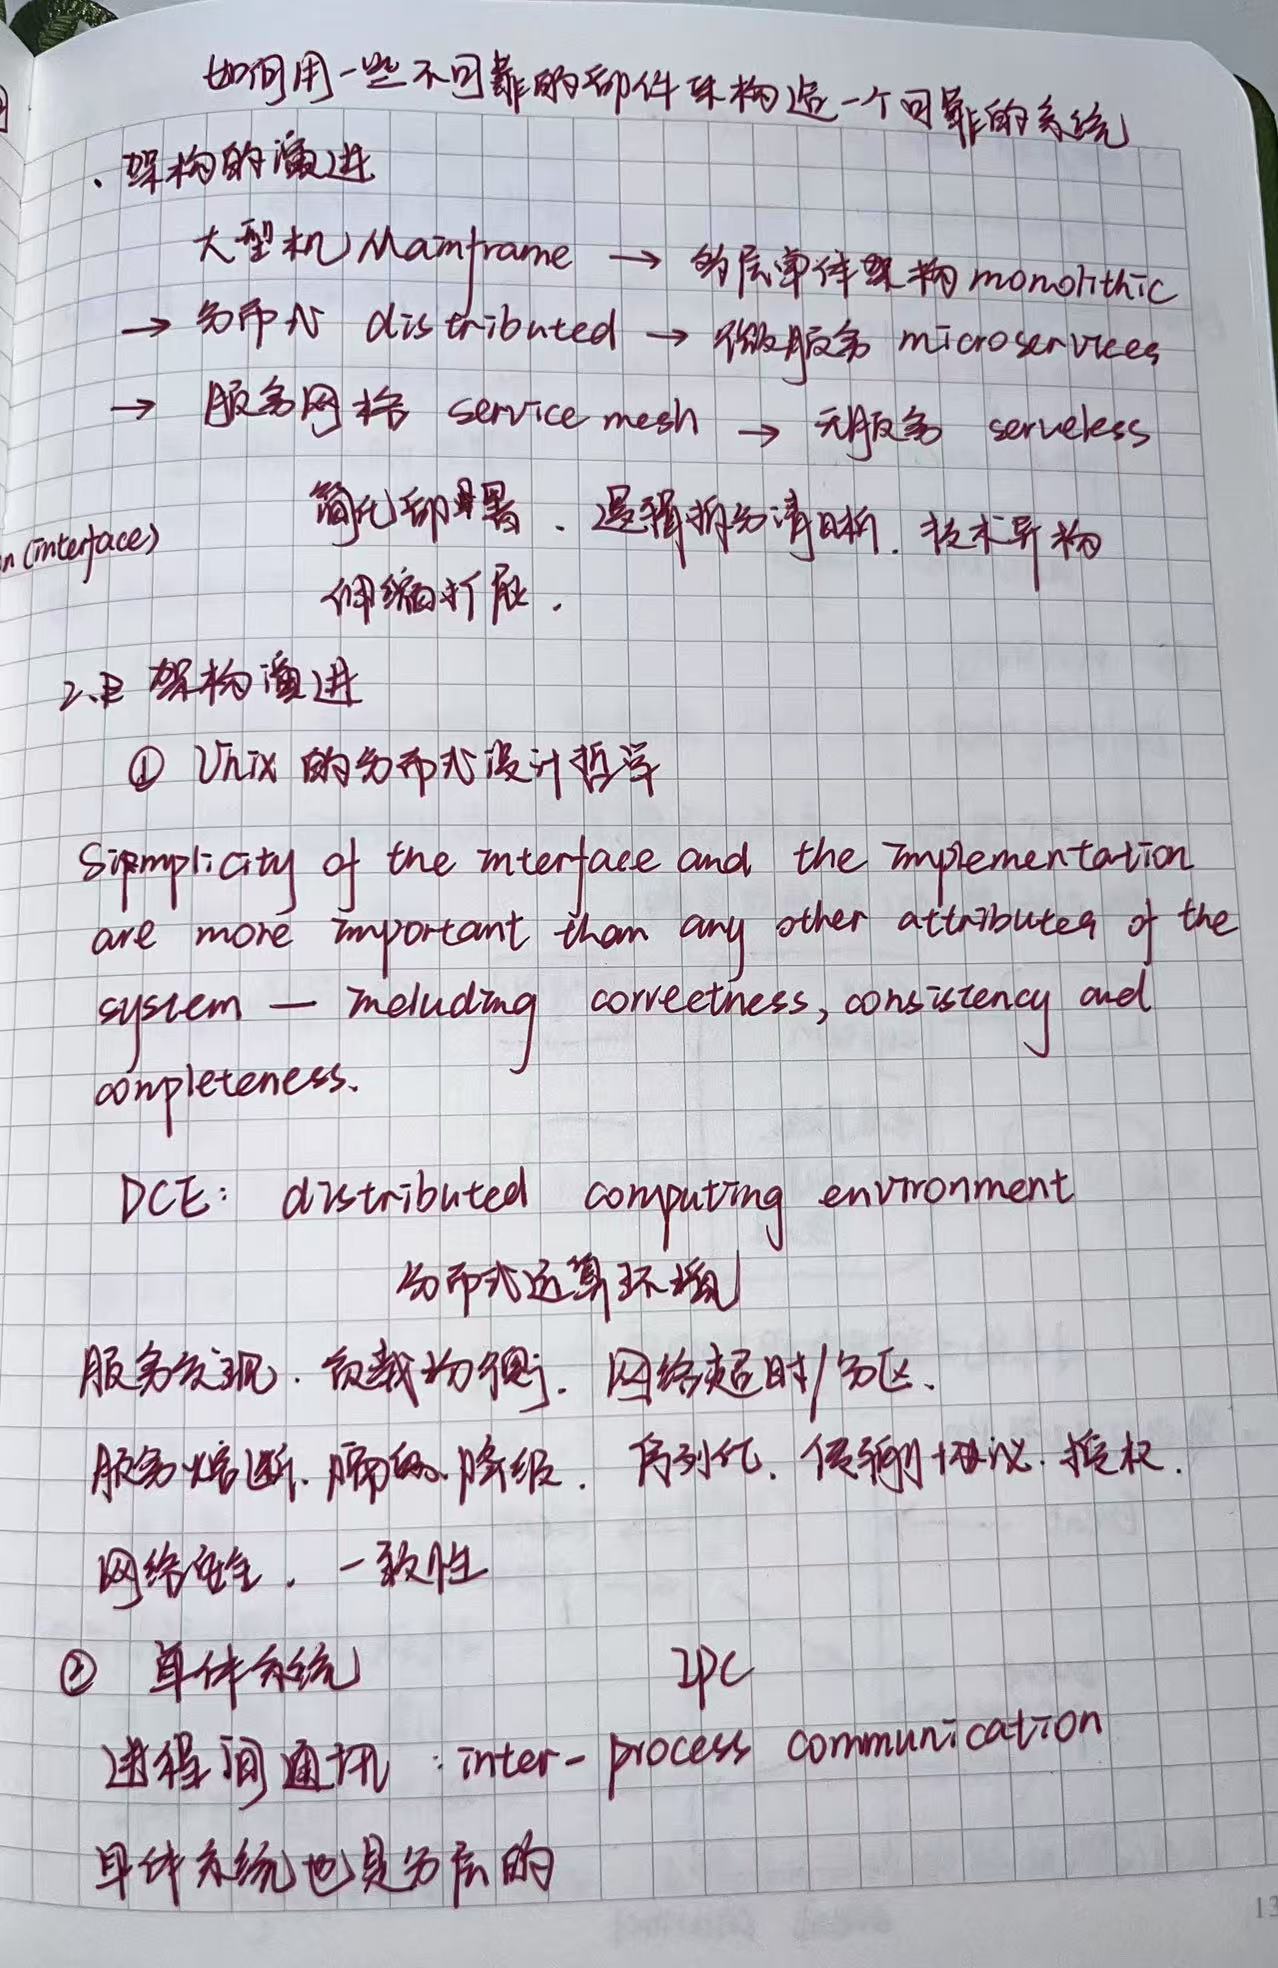 如何用一些不可靠的部件来构造一个可靠的系统
、架构的演进
大型机 Mainframe → 单体架构 monolithic
→ 分布式 distributed → 微服务 microservices
→ 服务网格 service mesh → 无服务 serveless
简化部署、逻辑拆分清晰、技术异构
伸缩扩展.
n (interface)
2. 架构演进
① Unix 的分布式设计哲学
Simplicity of the interface and the implementation
are more important than any other attributes of the
system — including correctness, consistency and
completeness.
DCE: distributed computing environment
分布式运算环境
服务发现、负载均衡、网络超时/分区、
服务熔断、隔离、降级、序列化、传输协议、授权、
网络安全、一致性
② 单体系统 IPC
进程间通讯:inter-process communication
单体系统也是分层的
13